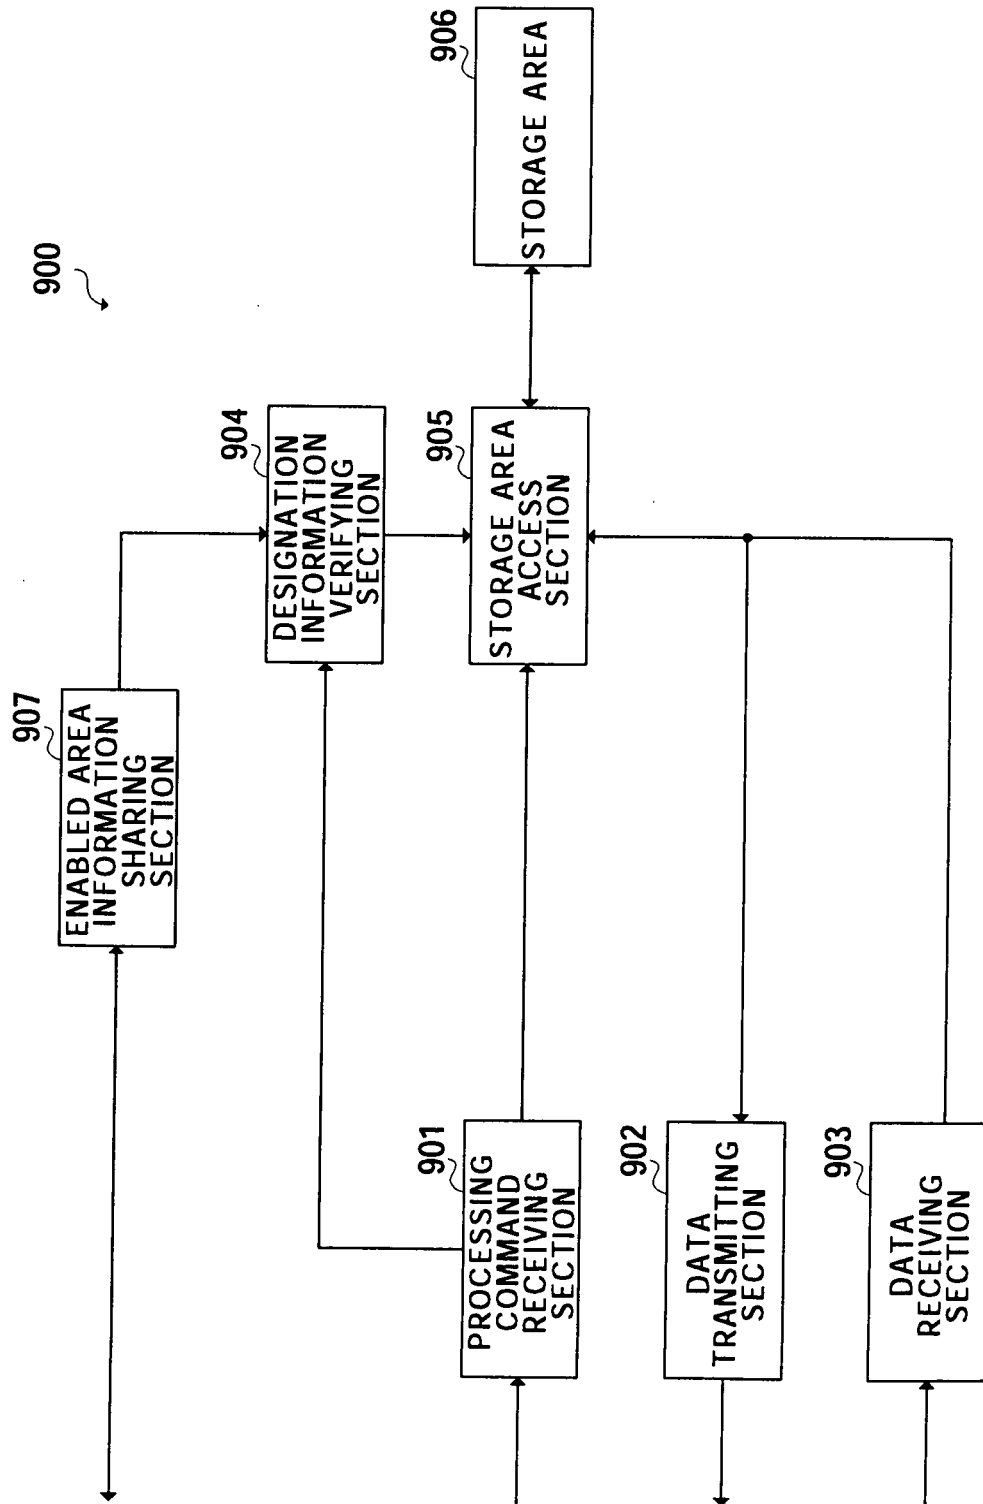 900
907
ENABLED AREA
INFORMATION
SHARING
SECTION
904
DESIGNATION
INFORMATION
VERIFYING
SECTION
901
PROCESSING
COMMAND
RECEIVING
SECTION
905
STORAGE AREA
ACCESS
SECTION
906
STORAGE AREA
902
DATA
TRANSMITTING
SECTION
903
DATA
RECEIVING
SECTION